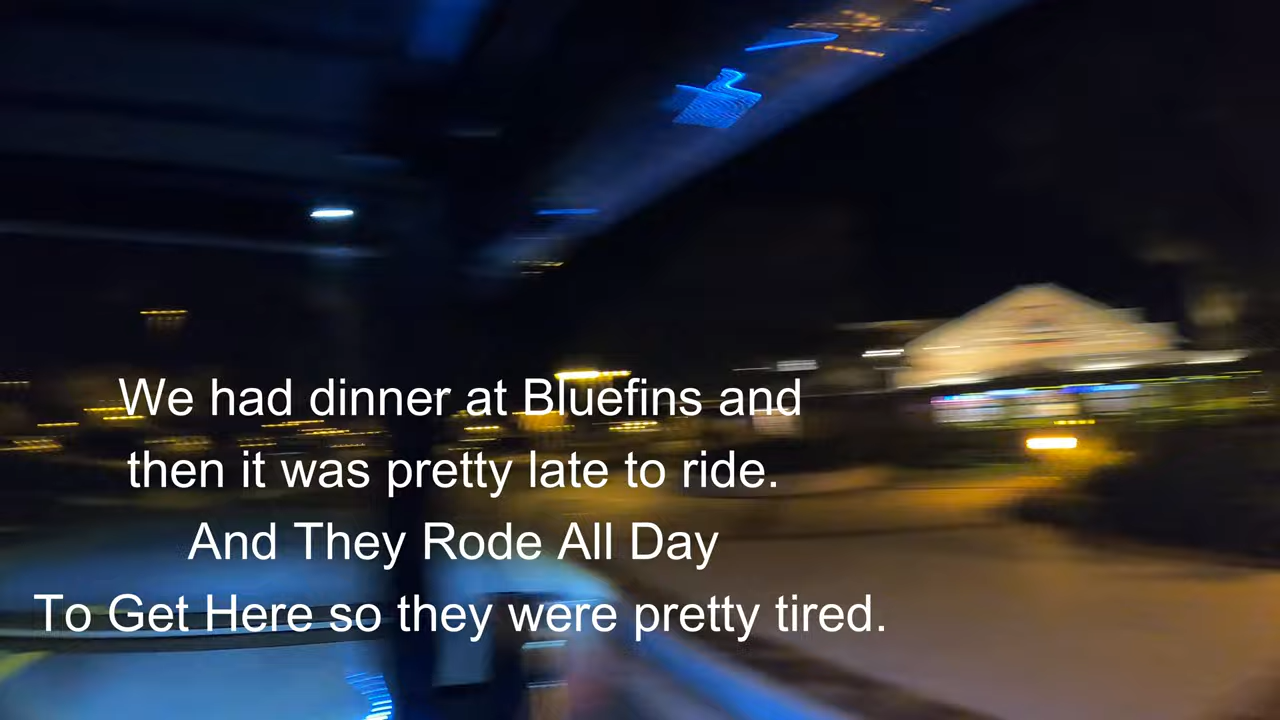 We had dinner at Bluefins and
then it was pretty late to ride.
And They Rode All Day
To Get Here so they were pretty tired.